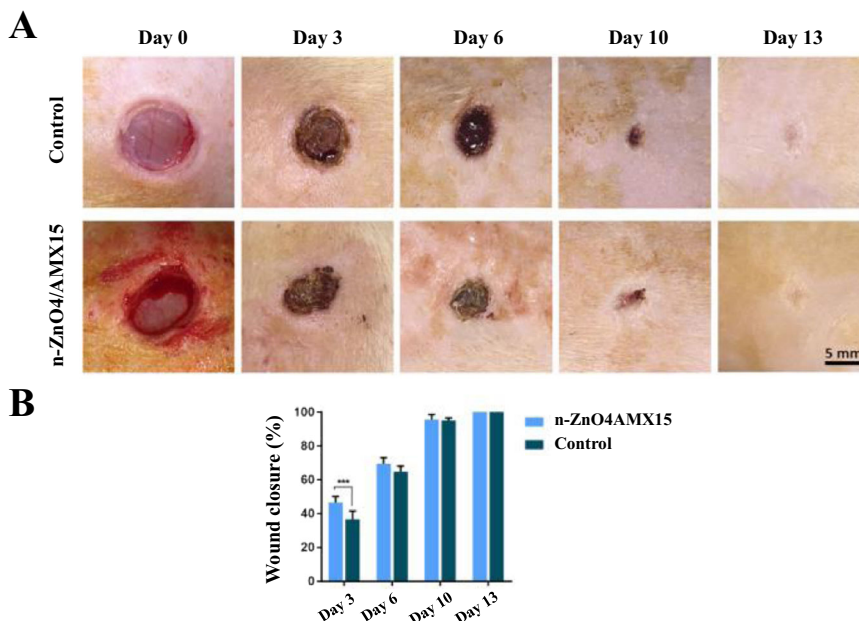 A
Day 0 Day 3 Day 6 Day 10 Day 13
Control
n-ZnO4/AMX15
5 mm
B
Wound closure (%)
100
80
60
40
20
0
***
n-ZnO4AMX15
Control
Day 3 Day 6 Day 10 Day 13